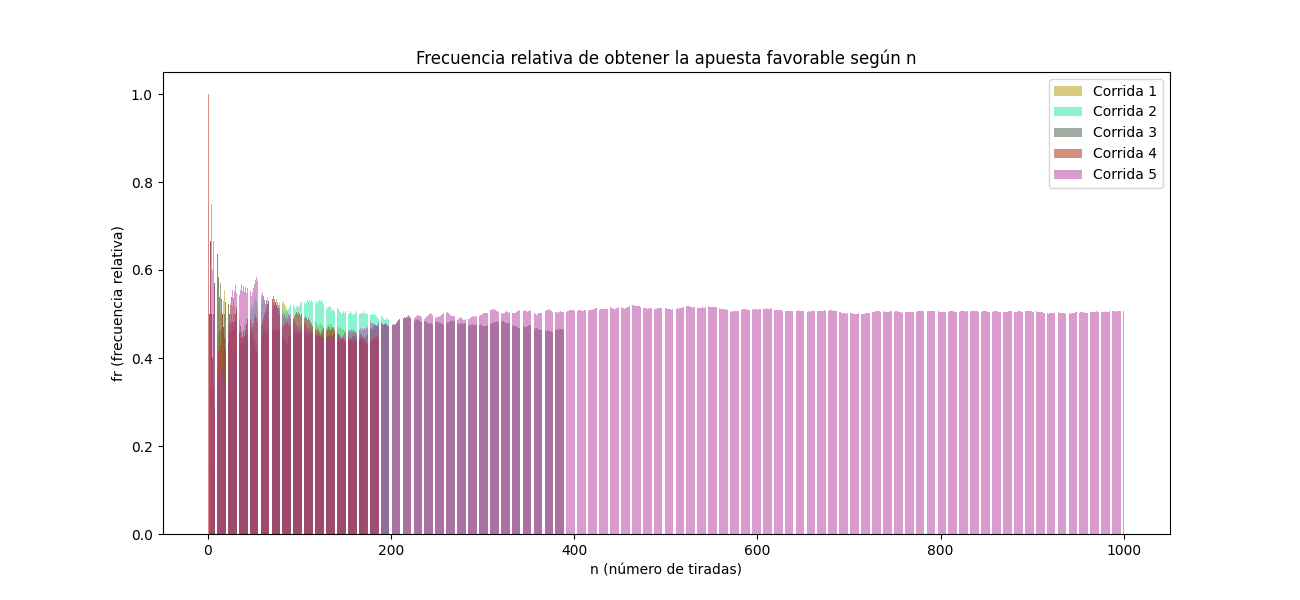 Frecuencia relativa de obtener la apuesta favorable según n
fr (frecuencia relativa)
1.0
0.8
0.6
0.4
0.2
0.0
0 200 400 600 800 1000
n (número de tiradas)
Corrida 1
Corrida 2
Corrida 3
Corrida 4
Corrida 5